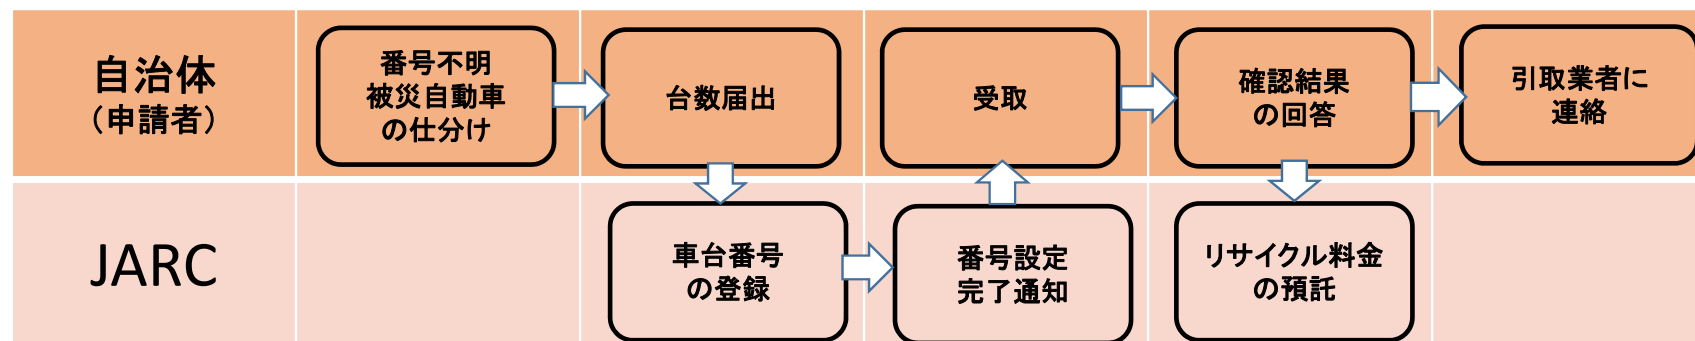 自治体
（申請者）
番号不明
被災自動車
の仕分け
台数届出
受取
確認結果
の回答
引取業者に
連絡
JARC
車台番号
の登録
番号設定
完了通知
リサイクル料金
の預託